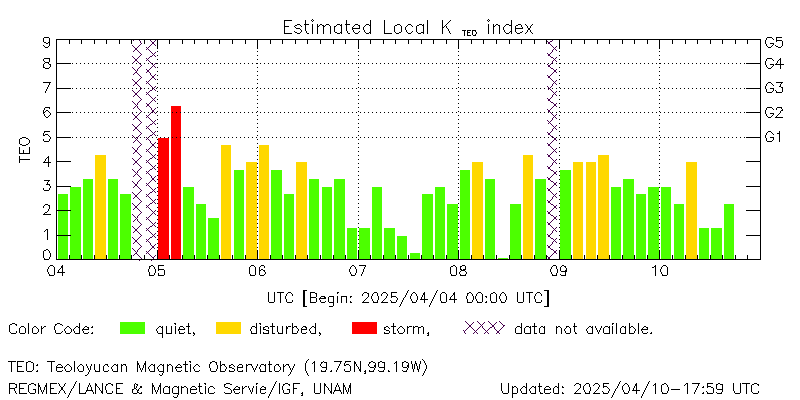 Estimated Local K TEO index
9 G5
8 G4
7 G3
6 G2
5 G1
4
3
2
1
0
TEO
04 05 06 07 08 09 10
UTC [Begin: 2025/04/04 00:00 UTC]
Color Code: quiet, disturbed, storm, data not available.
TEO: Teoloyucan Magnetic Observatory (19.75N,99.19W)
REGMEX/LANCE & Magnetic Servie/IGF, UNAM Updated: 2025/04/10-17:59 UTC